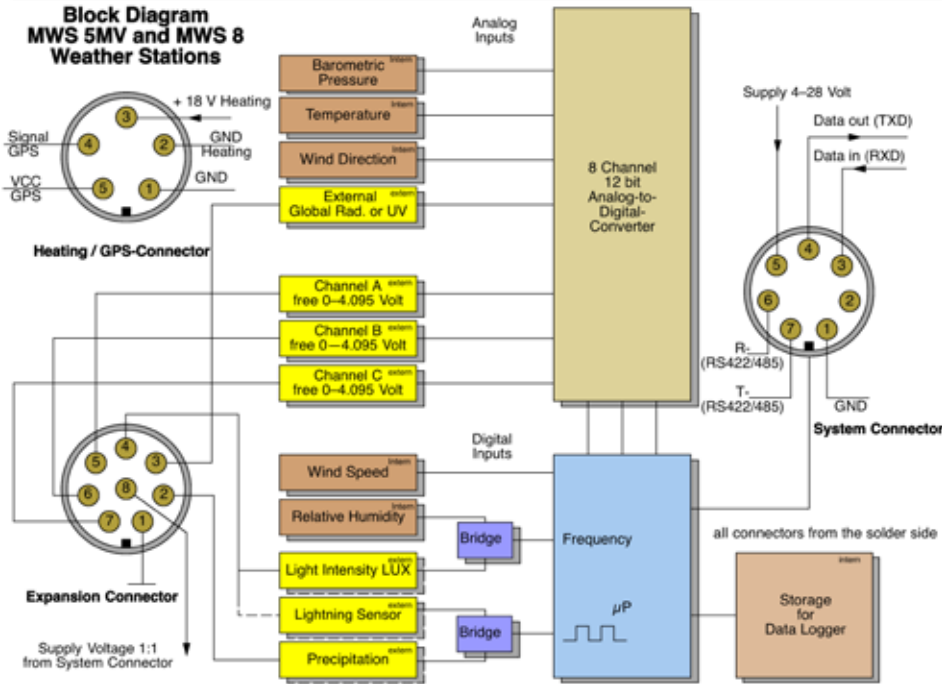 Block Diagram
MWS 5MV and MWS 8
Weather Stations
Analog
Inputs
Intern
Barometric
Pressure
Intern
Temperature
Intern
Wind Direction
extern
External
Global Rad. or UV
extern
Channel A
free 0–4.095 Volt
extern
Channel B
free 0—4.095 Volt
extern
Channel C
free 0–4.095 Volt
8 Channel
12 bit
Analog-to-
Digital-
Converter
+ 18 V Heating
3
Signal
GPS
4
2
GND
Heating
VCC
GPS
5
1
GND
Heating / GPS-Connector
Supply 4–28 Volt
Data out (TXD)
Data in (RXD)
4
5
3
6
2
7
1
R-
(RS422/485)
T-
(RS422/485)
GND
System Connector
4
5
3
6
8
2
7
1
Expansion Connector
Supply Voltage 1:1
from System Connector
Digital
Inputs
Intern
Wind Speed
Intern
Relative Humidity
extern
Light Intensity LUX
extern
Lightning Sensor
extern
Precipitation
Bridge
Bridge
Frequency
µP
all connectors from the solder side
Intern
Storage
for
Data Logger